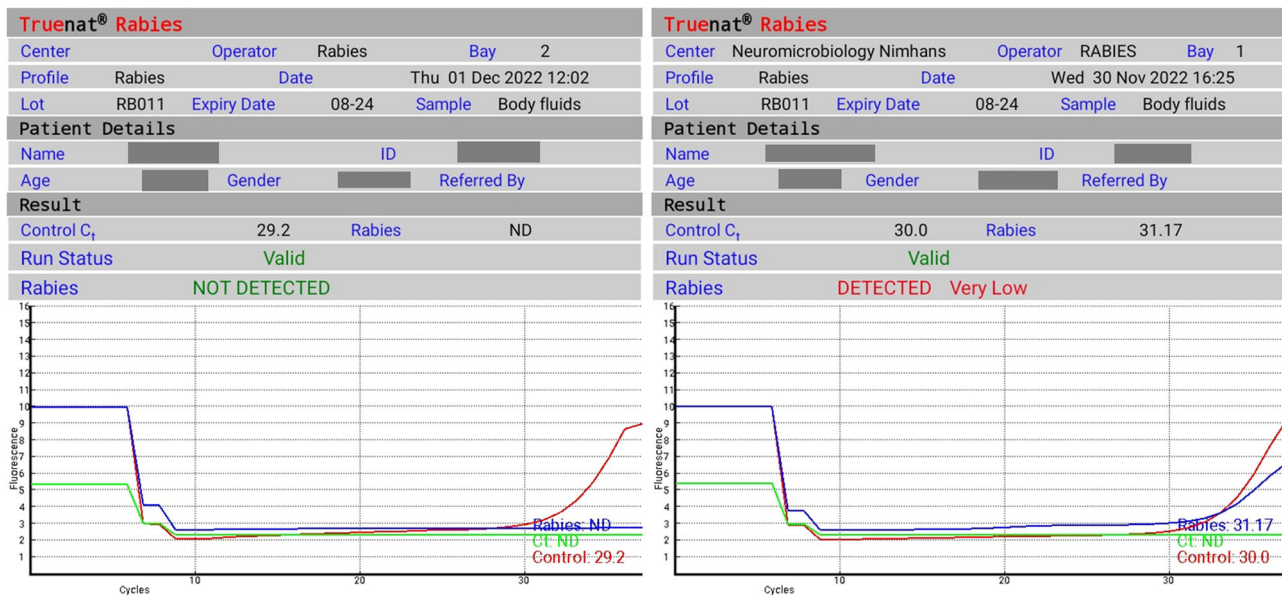 Truenat® Rabies
Center Operator Rabies Bay 2
Profile Rabies Date Thu 01 Dec 2022 12:02
Lot RB011 Expiry Date 08-24 Sample Body fluids
Patient Details
Name ID
Age Gender Referred By
Result
Control Ct 29.2 Rabies ND
Run Status Valid
Rabies NOT DETECTED
16
15
14
13
12
11
10
9
8
7
6
5
4
3
2
1
Fluorescence
Rabies: ND
Ct: ND
Control: 29.2
10 20 30
Cycles
Truenat® Rabies
Center Neuromicrobiology Nimhans Operator RABIES Bay 1
Profile Rabies Date Wed 30 Nov 2022 16:25
Lot RB011 Expiry Date 08-24 Sample Body fluids
Patient Details
Name ID
Age Gender Referred By
Result
Control Ct 30.0 Rabies 31.17
Run Status Valid
Rabies DETECTED Very Low
16
15
14
13
12
11
10
9
8
7
6
5
4
3
2
1
Fluorescence
Rabies: 31.17
Ct: ND
Control: 30.0
10 20 30
Cycles